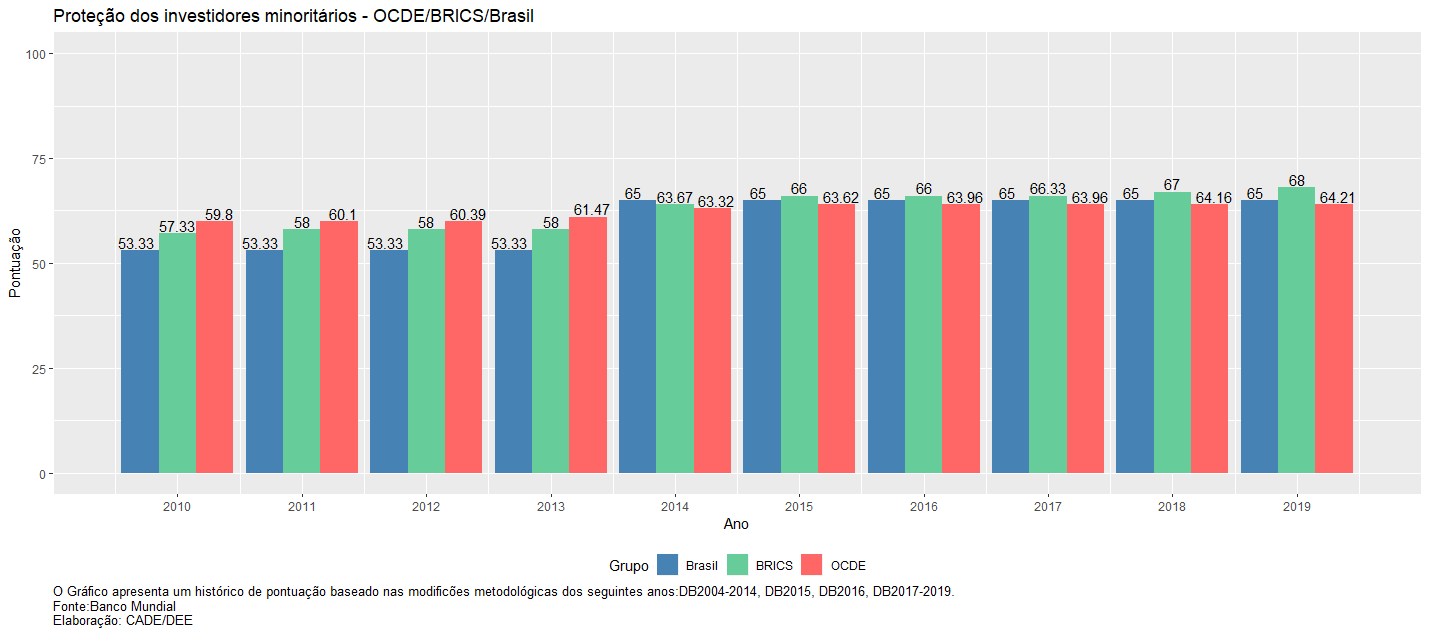 Proteção dos investidores minoritários - OCDE/BRICS/Brasil
100
75
50
25
0
Pontuação
53.33 57.33 59.8
53.33 58 60.1
53.33 58 60.39
53.33 58 61.47
65 63.67 63.32
65 66 63.62
65 66 63.96
65 66.33 63.96
65 67 64.16
65 68 64.21
2010 2011 2012 2013 2014 2015 2016 2017 2018 2019
Ano
Grupo Brasil BRICS OCDE
O Gráfico apresenta um histórico de pontuação baseado nas modificões metodológicas dos seguintes anos:DB2004-2014, DB2015, DB2016, DB2017-2019.
Fonte:Banco Mundial
Elaboração: CADE/DEE